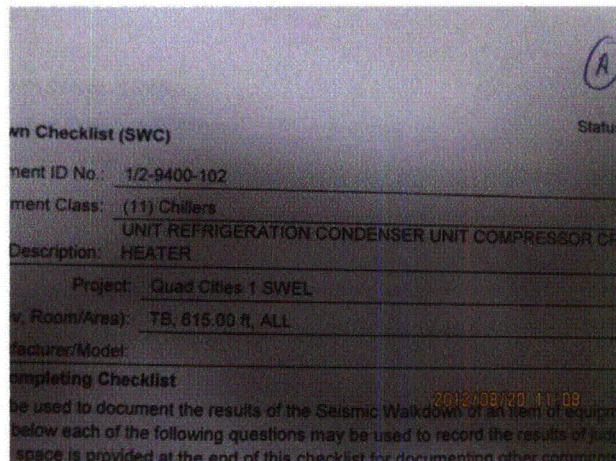 A
Status
wn Checklist (SWC)
ment ID No.: 1/2-9400-102
ment Class: (11) Chillers
UNIT REFRIGERATION CONDENSER UNIT COMPRESSOR
Description: HEATER
Project: Quad Cities 1 SWEL
v, Room/Area): TB, 615.00 ft, ALL
facturer/Model:
ompleting Checklist
2012/08/20 11:08
be used to document the results of the Seismic Walkdown of an item of equip
below each of the following questions may be used to record the results of judg
space is provided at the end of this checklist for documenting other comments